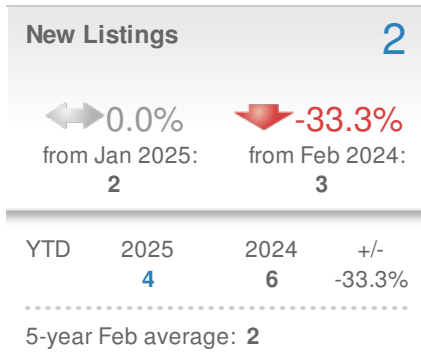 New Listings 2
0.0% -33.3%
from Jan 2025: from Feb 2024:
2 3
YTD 2025 2024 +/-
4 6 -33.3%
5-year Feb average: 2